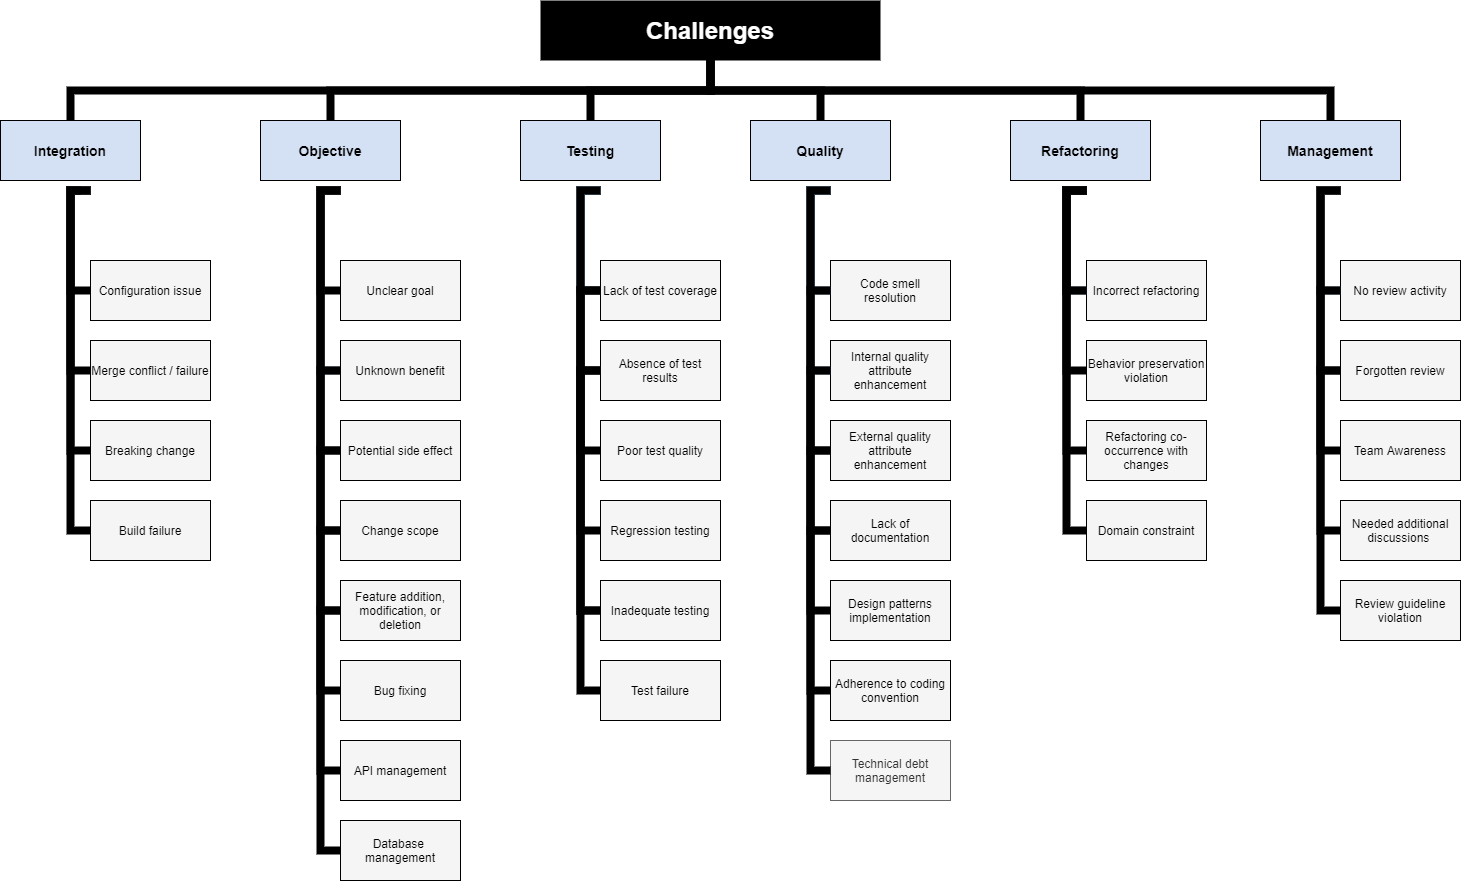 Challenges
Integration
Objective
Testing
Quality
Refactoring
Management
Configuration issue
Merge conflict / failure
Breaking change
Build failure
Unclear goal
Unknown benefit
Potential side effect
Change scope
Feature addition,
modification, or
deletion
Bug fixing
API management
Database
management
Lack of test coverage
Absence of test
results
Poor test quality
Regression testing
Inadequate testing
Test failure
Code smell
resolution
Internal quality
attribute
enhancement
External quality
attribute
enhancement
Lack of
documentation
Design patterns
implementation
Adherence to coding
convention
Technical debt
management
Incorrect refactoring
Behavior preservation
violation
Refactoring co-
occurrence with
changes
Domain constraint
No review activity
Forgotten review
Team Awareness
Needed additional
discussions
Review guideline
violation